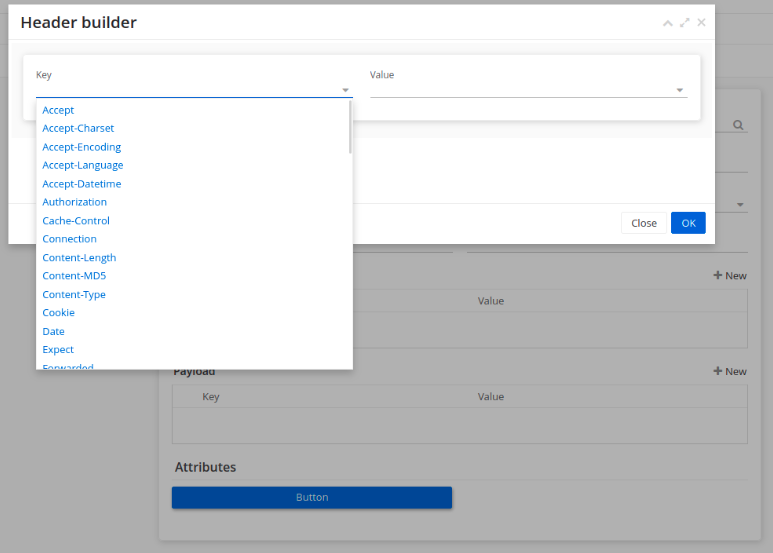 Header builder
Key
Value
Accept
Accept-Charset
Accept-Encoding
Accept-Language
Accept-Datetime
Authorization
Cache-Control
Connection
Content-Length
Content-MD5
Content-Type
Cookie
Date
Expect
Forwarded
Close
OK
New
Value
Payload
New
Key
Value
Attributes
Button